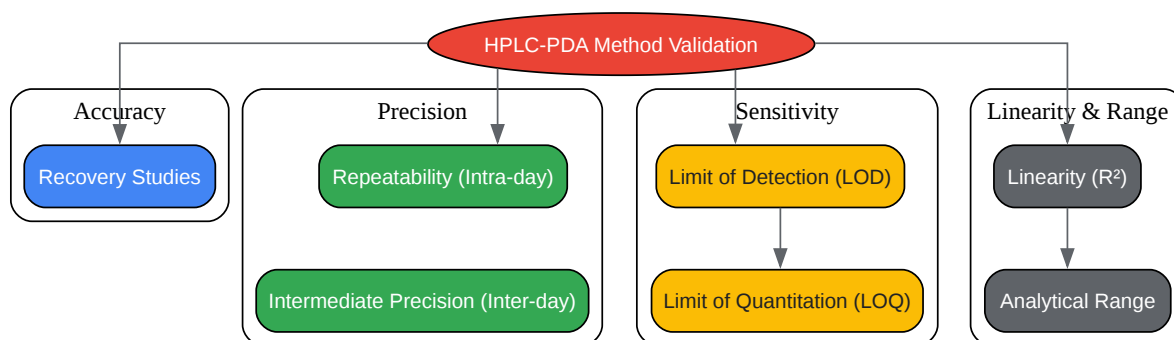 HPLC-PDA Method Validation
Accuracy
Precision
Sensitivity
Linearity & Range
Recovery Studies
Repeatability (Intra-day)
Limit of Detection (LOD)
Linearity (R²)
Intermediate Precision (Inter-day)
Limit of Quantitation (LOQ)
Analytical Range